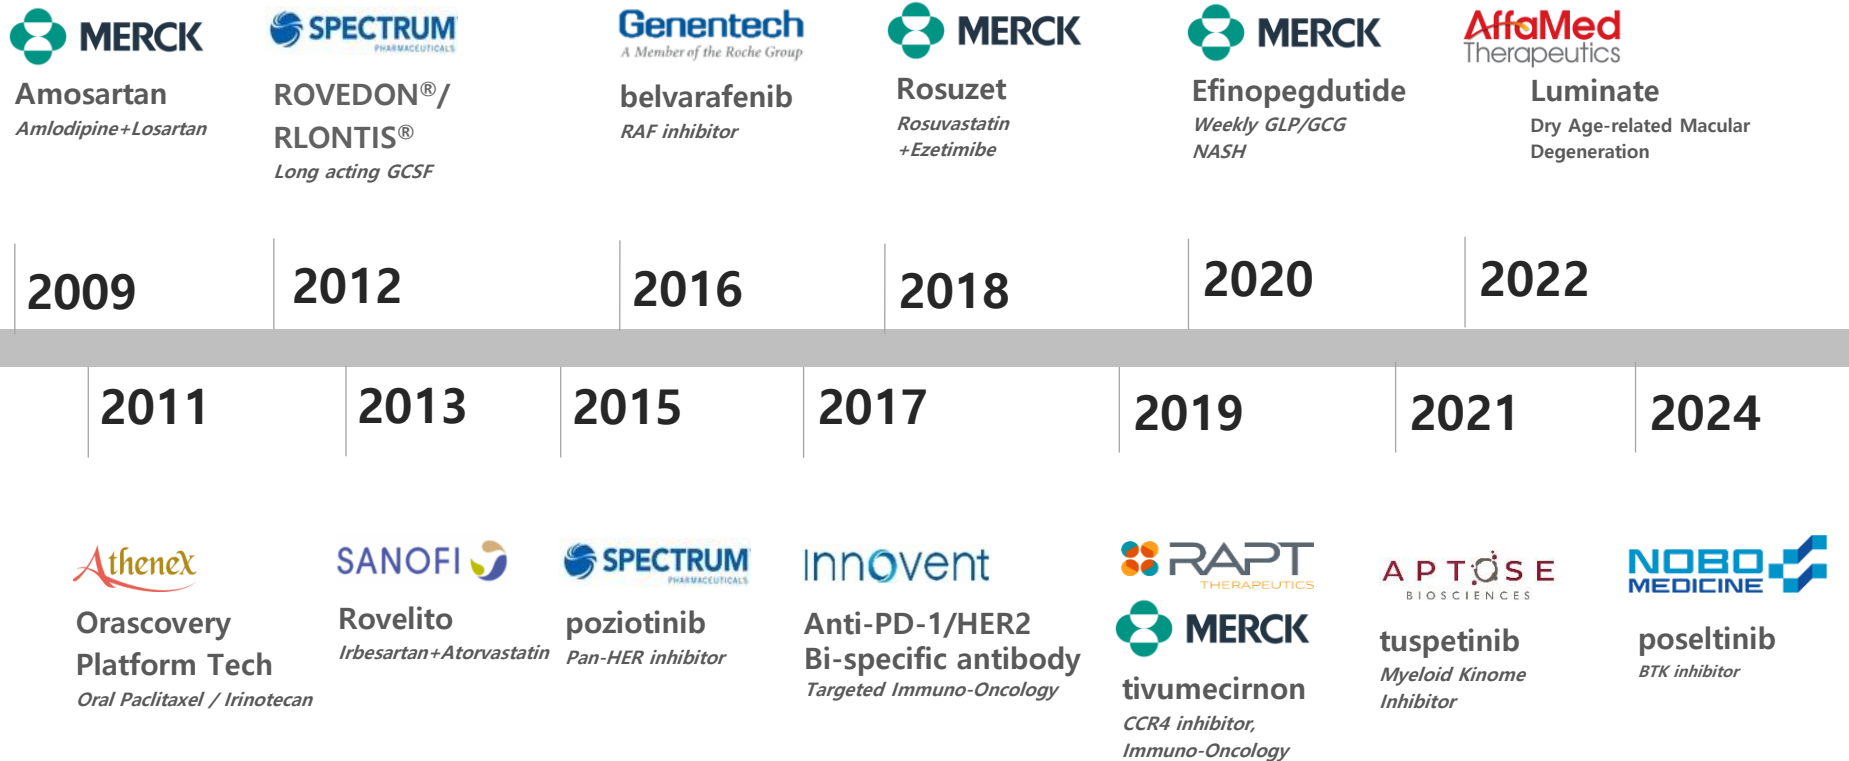 MERCK
Amosartan
Amlodipine+Losartan
SPECTRUM
PHARMACEUTICALS
ROVEDON®/
RLONTIS®
Long acting GCSF
Genentech
A Member of the Roche Group
belvarafenib
RAF inhibitor
MERCK
Rosuzet
Rosuvastatin
+Ezetimibe
MERCK
Efinopegdutide
Weekly GLP/GCG
NASH
AffaMed
Therapeutics
Luminate
Dry Age-related Macular
Degeneration
2009
2012
2016
2018
2020
2022
2011
2013
2015
2017
2019
2021
2024
Athenex
Orascovery
Platform Tech
Oral Paclitaxel / Irinotecan
SANOFI
Rovelito
Irbesartan+Atorvastatin
SPECTRUM
PHARMACEUTICALS
poziotinib
Pan-HER inhibitor
Innovent
Anti-PD-1/HER2
Bi-specific antibody
Targeted Immuno-Oncology
RAPT
THERAPEUTICS
MERCK
tivumecirnon
CCR4 inhibitor,
Immuno-Oncology
APTOSE
BIOSCIENCES
tuspetinib
Myeloid Kinome
Inhibitor
NOBO
MEDICINE
poseltinib
BTK inhibitor